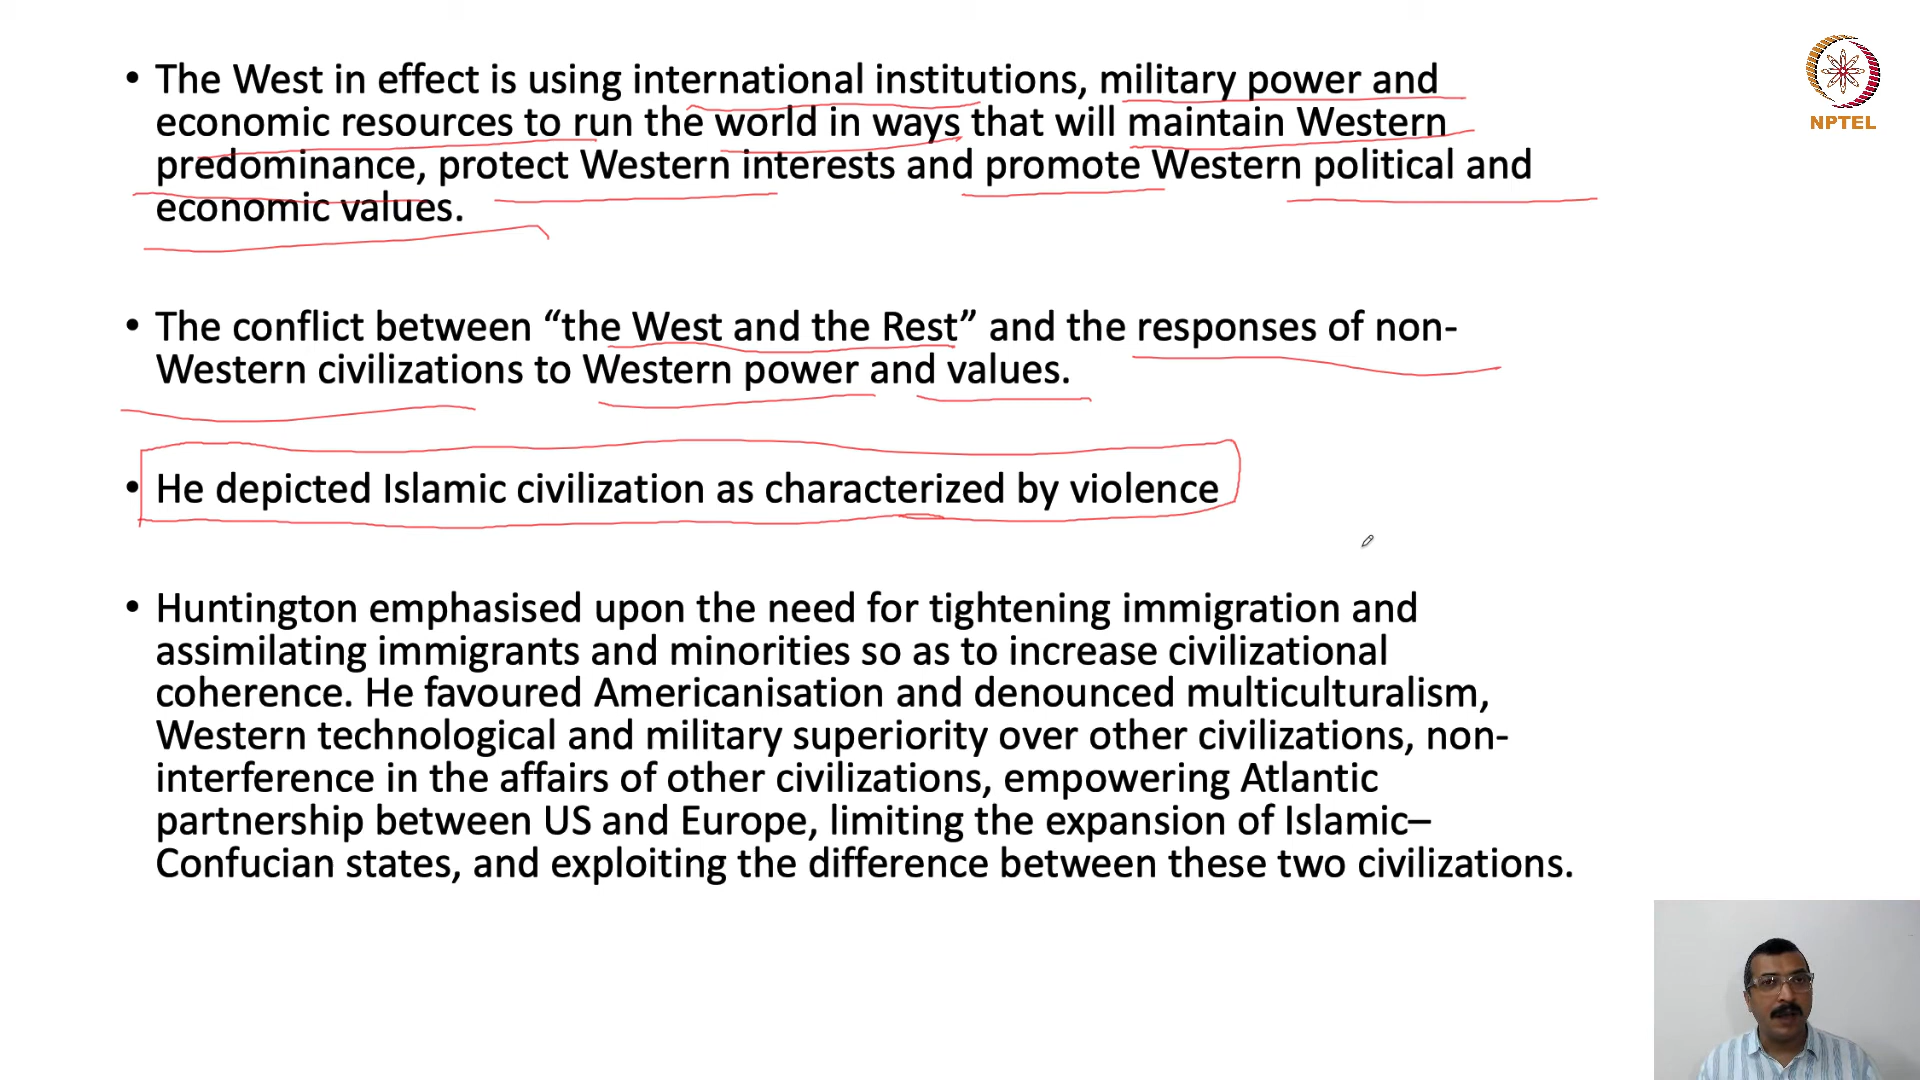 • The West in effect is using international institutions, military power and
economic resources to run the world in ways that will maintain Western
predominance, protect Western interests and promote Western political and
economic values.
• The conflict between “the West and the Rest” and the responses of non-
Western civilizations to Western power and values.
• He depicted Islamic civilization as characterized by violence
• Huntington emphasised upon the need for tightening immigration and
assimilating immigrants and minorities so as to increase civilizational
coherence. He favoured Americanisation and denounced multiculturalism,
Western technological and military superiority over other civilizations, non-
interference in the affairs of other civilizations, empowering Atlantic
partnership between US and Europe, limiting the expansion of Islamic–
Confucian states, and exploiting the difference between these two civilizations.
NPTEL